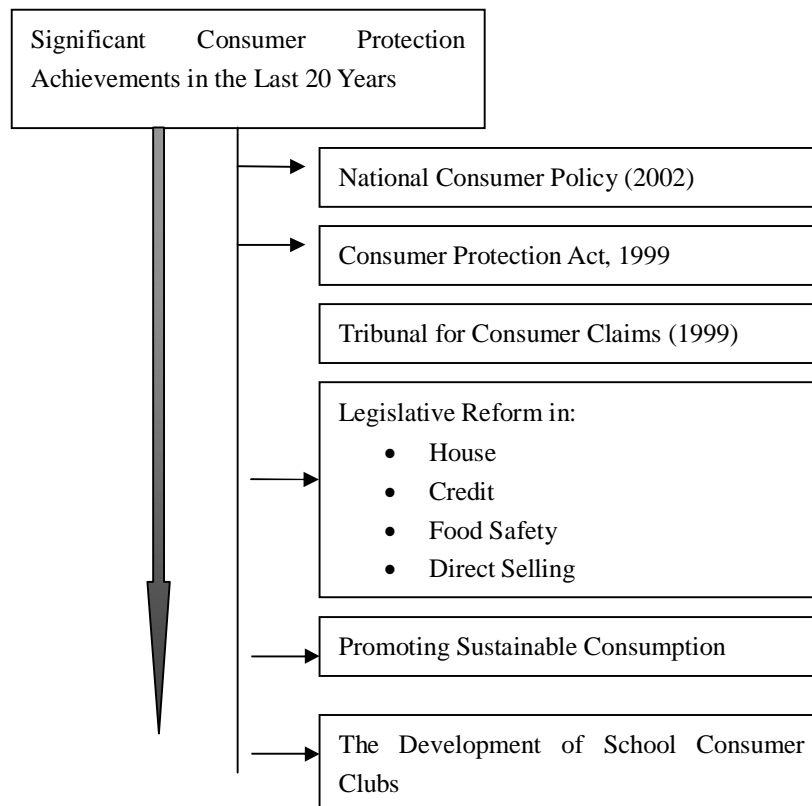 Significant Consumer Protection
Achievements in the Last 20 Years
National Consumer Policy (2002)
Consumer Protection Act, 1999
Tribunal for Consumer Claims (1999)
Legislative Reform in:
• House
• Credit
• Food Safety
• Direct Selling
Promoting Sustainable Consumption
The Development of School Consumer
Clubs